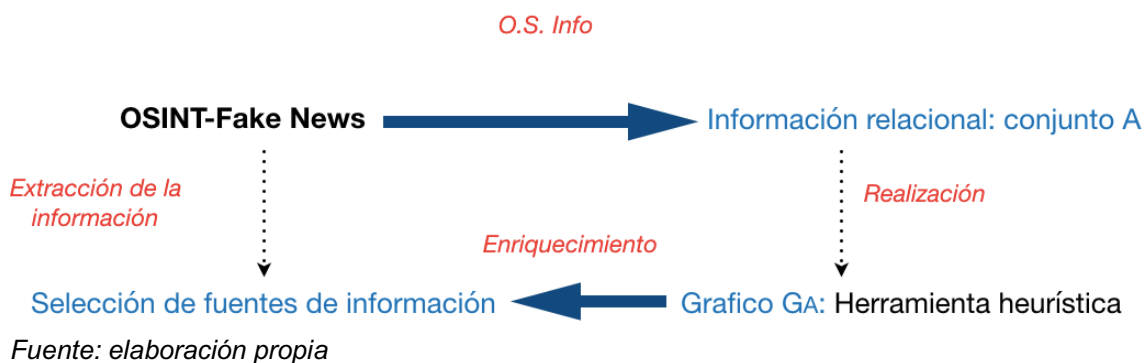 O.S. Info
OSINT-Fake News
Información relacional: conjunto A
Extracción de la
información
Realización
Enriquecimiento
Selección de fuentes de información
Grafico GA: Herramienta heurística
Fuente: elaboración propia